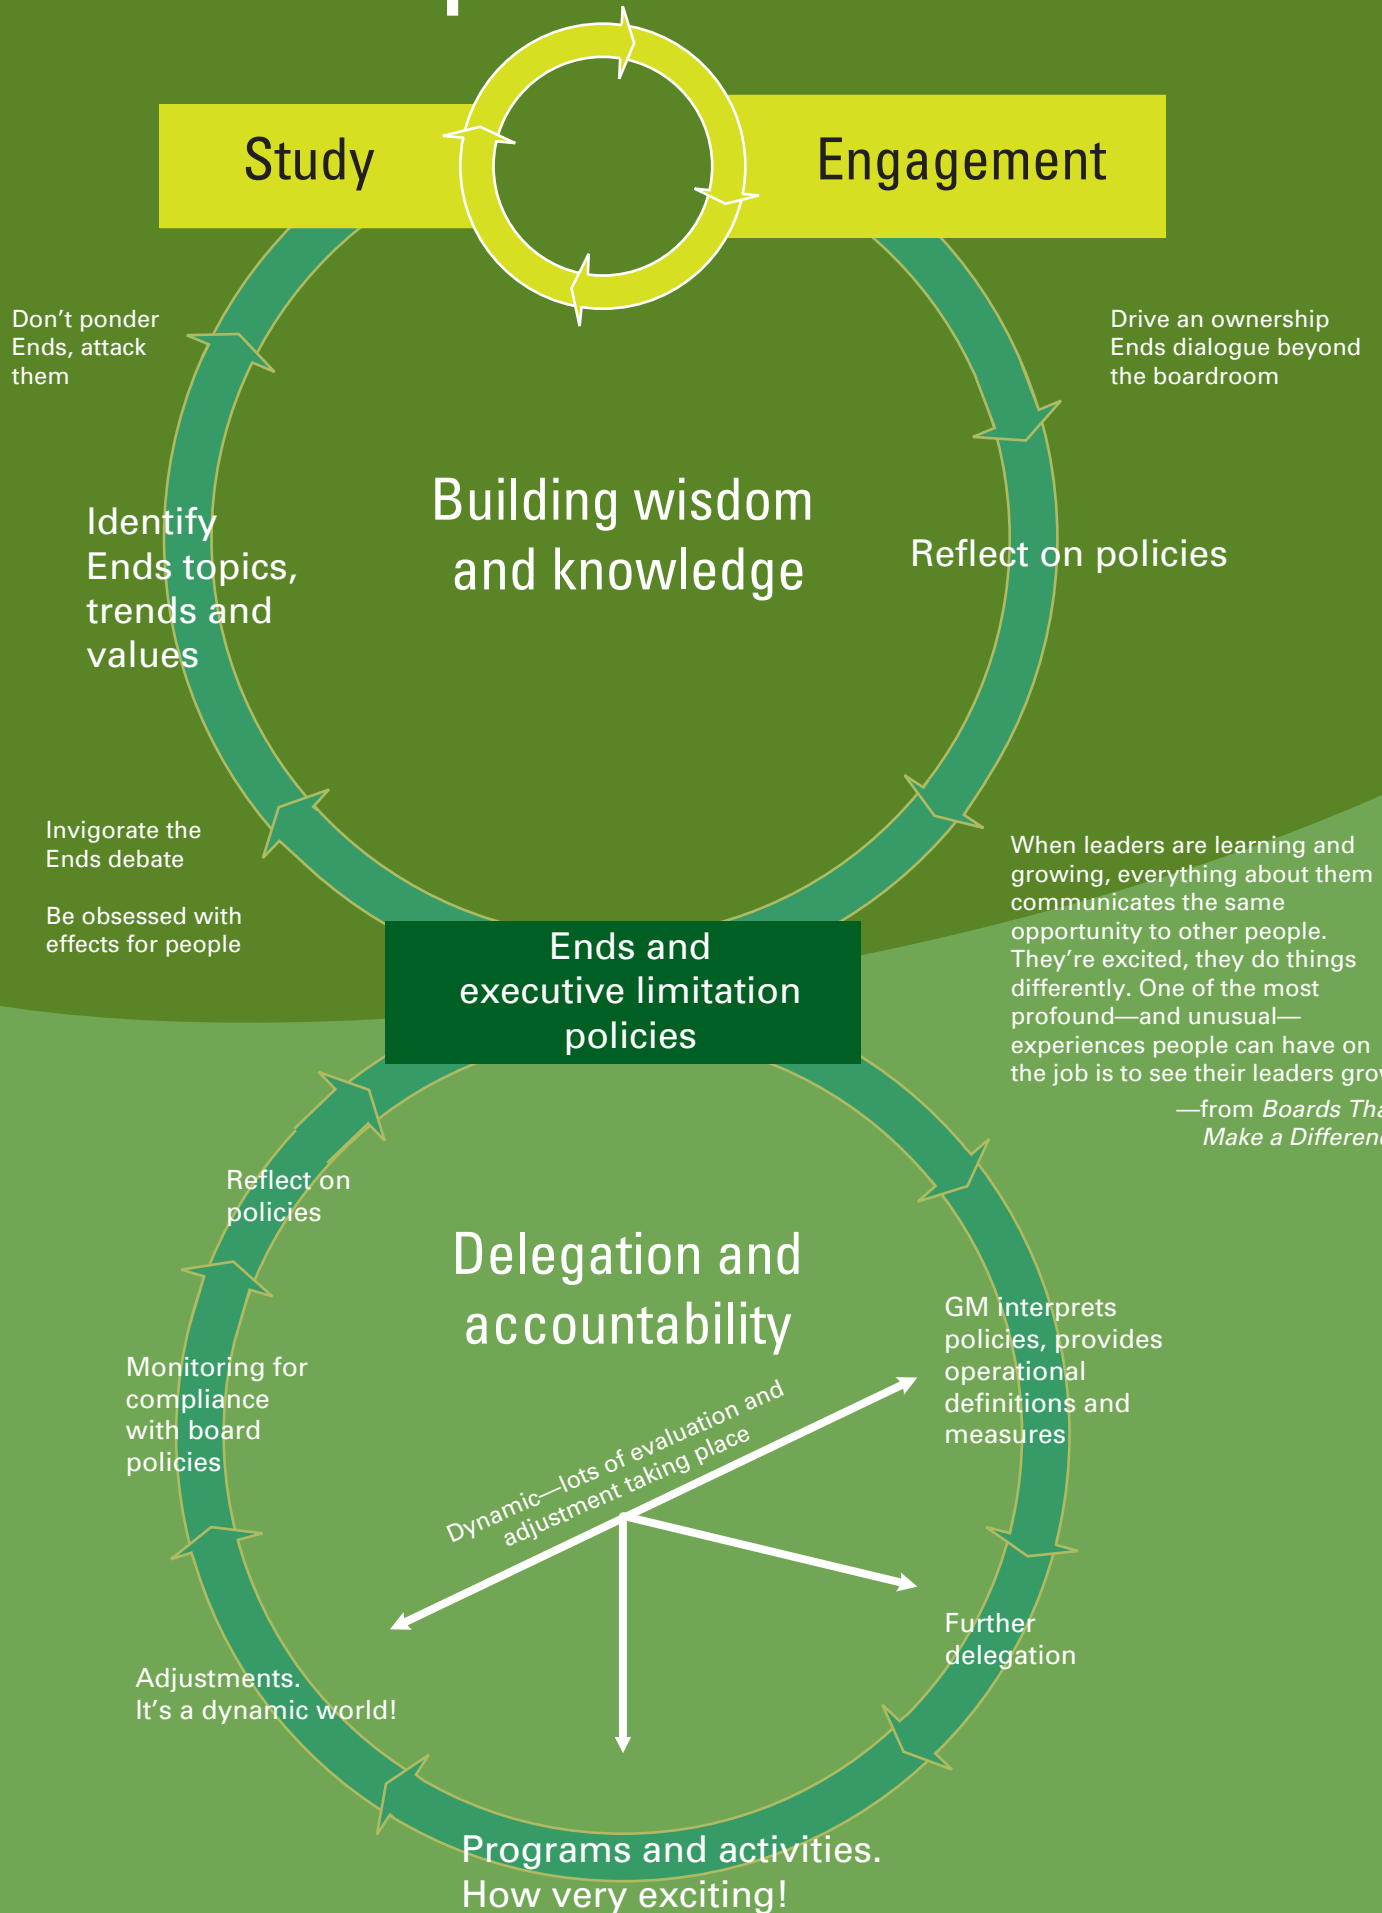 Study
Engagement
Don't ponder
Ends, attack
them
Drive an ownership
Ends dialogue beyond
the boardroom
Building wisdom
and knowledge
Identify
Ends topics,
trends and
values
Reflect on policies
Invigorate the
Ends debate
Be obsessed with
effects for people
When leaders are learning and
growing, everything about them
communicates the same
opportunity to other people.
They're excited, they do things
differently. One of the most
profound—and unusual—
experiences people can have on
the job is to see their leaders
—from Boards
Make a
Ends and
executive limitation
policies
Reflect on
policies
Delegation and
accountability
GM interprets
policies, provides
operational
definitions and
measures
Monitoring for
compliance
with board
policies
Dynamic—lots of evaluation and
adjustment taking place
Further
delegation
Adjustments.
It's a dynamic world!
Programs and activities.
How very exciting!